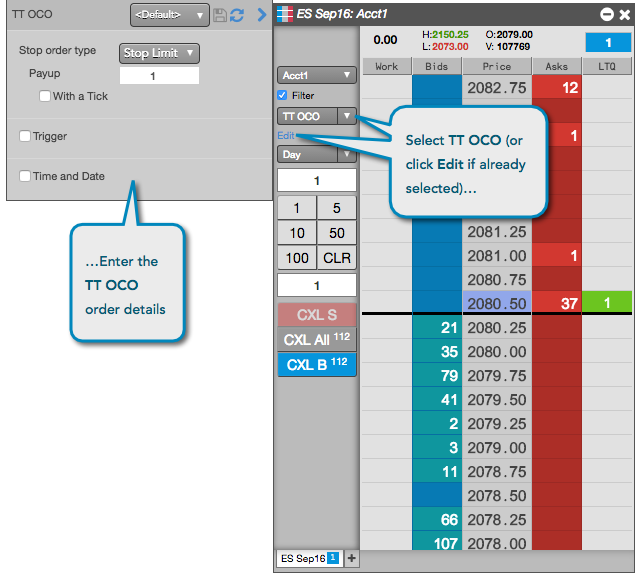 TT OCO
<Default>
Stop order type
Stop Limit
Payup
1
With a Tick
Trigger
Time and Date
…Enter the
TT OCO
order details
ES Sep16: Acct1
0.00
H:2150.25
O:2079.00
L:2073.00
V: 107769
1
Acct1
Filter
TT OCO
Edit
Day
1
1
5
10
50
100
CLR
1
CXL S
CXL All 112
CXL B 112
Select TT OCO (or
click Edit if already
selected)…
Work
Bids
Price
Asks
LTQ
2082.75
12
1
2081.25
2081.00
1
2080.75
2080.50
37
1
21
2080.25
35
2080.00
79
2079.75
41
2079.50
2
2079.25
3
2079.00
11
2078.75
2078.50
66
2078.25
107
2078.00
ES Sep16 1
+